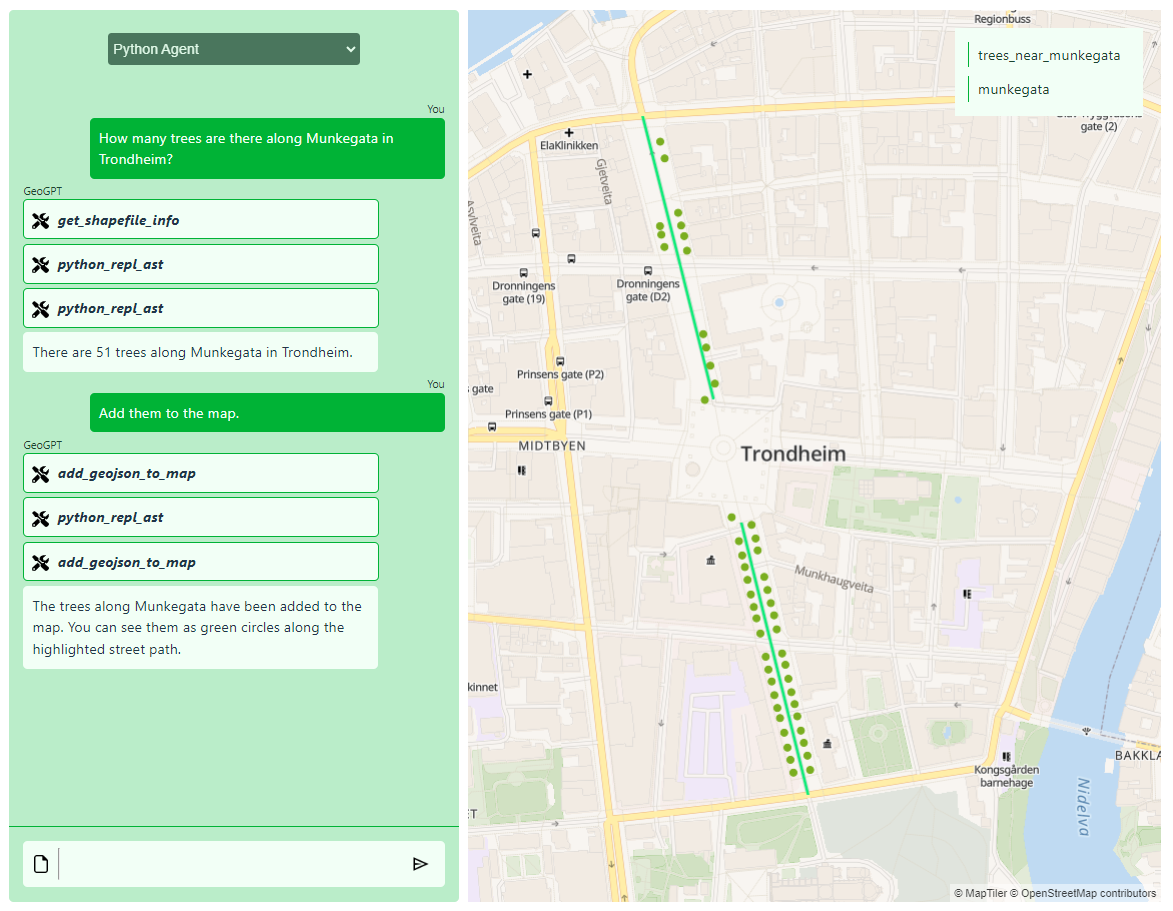 Python Agent
You
How many trees are there along Munkegata in
Trondheim?
GeoGPT
get_shapefile_info
python_repl_ast
python_repl_ast
There are 51 trees along Munkegata in Trondheim.
You
Add them to the map.
GeoGPT
add_geojson_to_map
python_repl_ast
add_geojson_to_map
The trees along Munkegata have been added to the
map. You can see them as green circles along the
highlighted street path.
Regionbuss
trees_near_munkegata
munkegata
gate (2)
ElaKlinikken
Gjetveita
Asylveita
Dronningens
gate (19)
Dronningens
gate (D2)
Prinsens gate (P2)
s gate
Prinsens gate (P1)
MIDTBYEN
Trondheim
Munkhaugveita
kinnet
Kongsgården
barnehage
BAKKLA
ET
Nidelva
© MapTiler © OpenStreetMap contributors